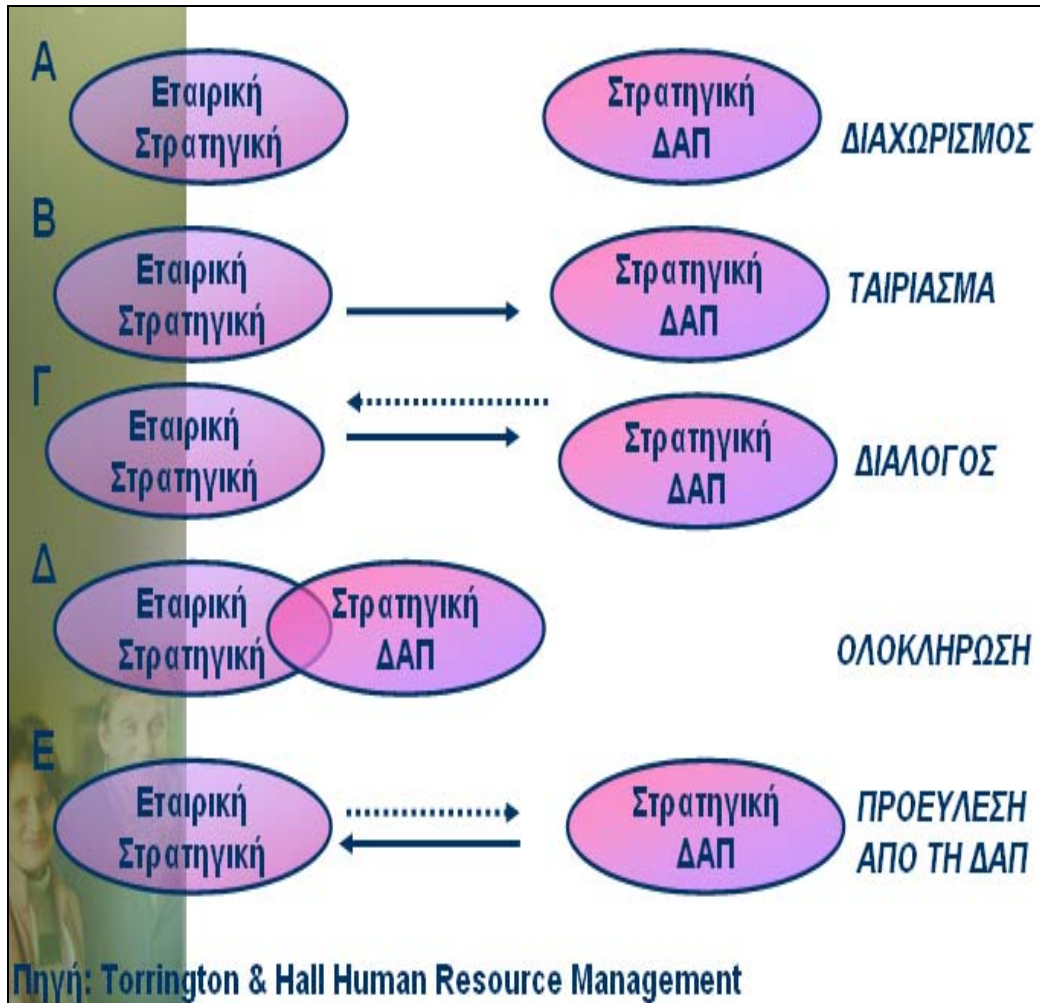 Α
Εταιρική
Στρατηγική
Στρατηγική
ΔΑΠ
ΔΙΑΧΩΡΙΣΜΟΣ
Β
Εταιρική
Στρατηγική
Στρατηγική
ΔΑΠ
ΤΑΙΡΙΑΣΜΑ
Γ
Εταιρική
Στρατηγική
Στρατηγική
ΔΑΠ
ΔΙΑΛΟΓΟΣ
Δ
Εταιρική
Στρατηγική
Στρατηγική
ΔΑΠ
ΟΛΟΚΛΗΡΩΣΗ
Ε
Εταιρική
Στρατηγική
Στρατηγική
ΔΑΠ
ΠΡΟΕΥΛΕΣΗ
ΑΠΟ ΤΗ ΔΑΠ
Πηγή: Torrington & Hall Human Resource Management